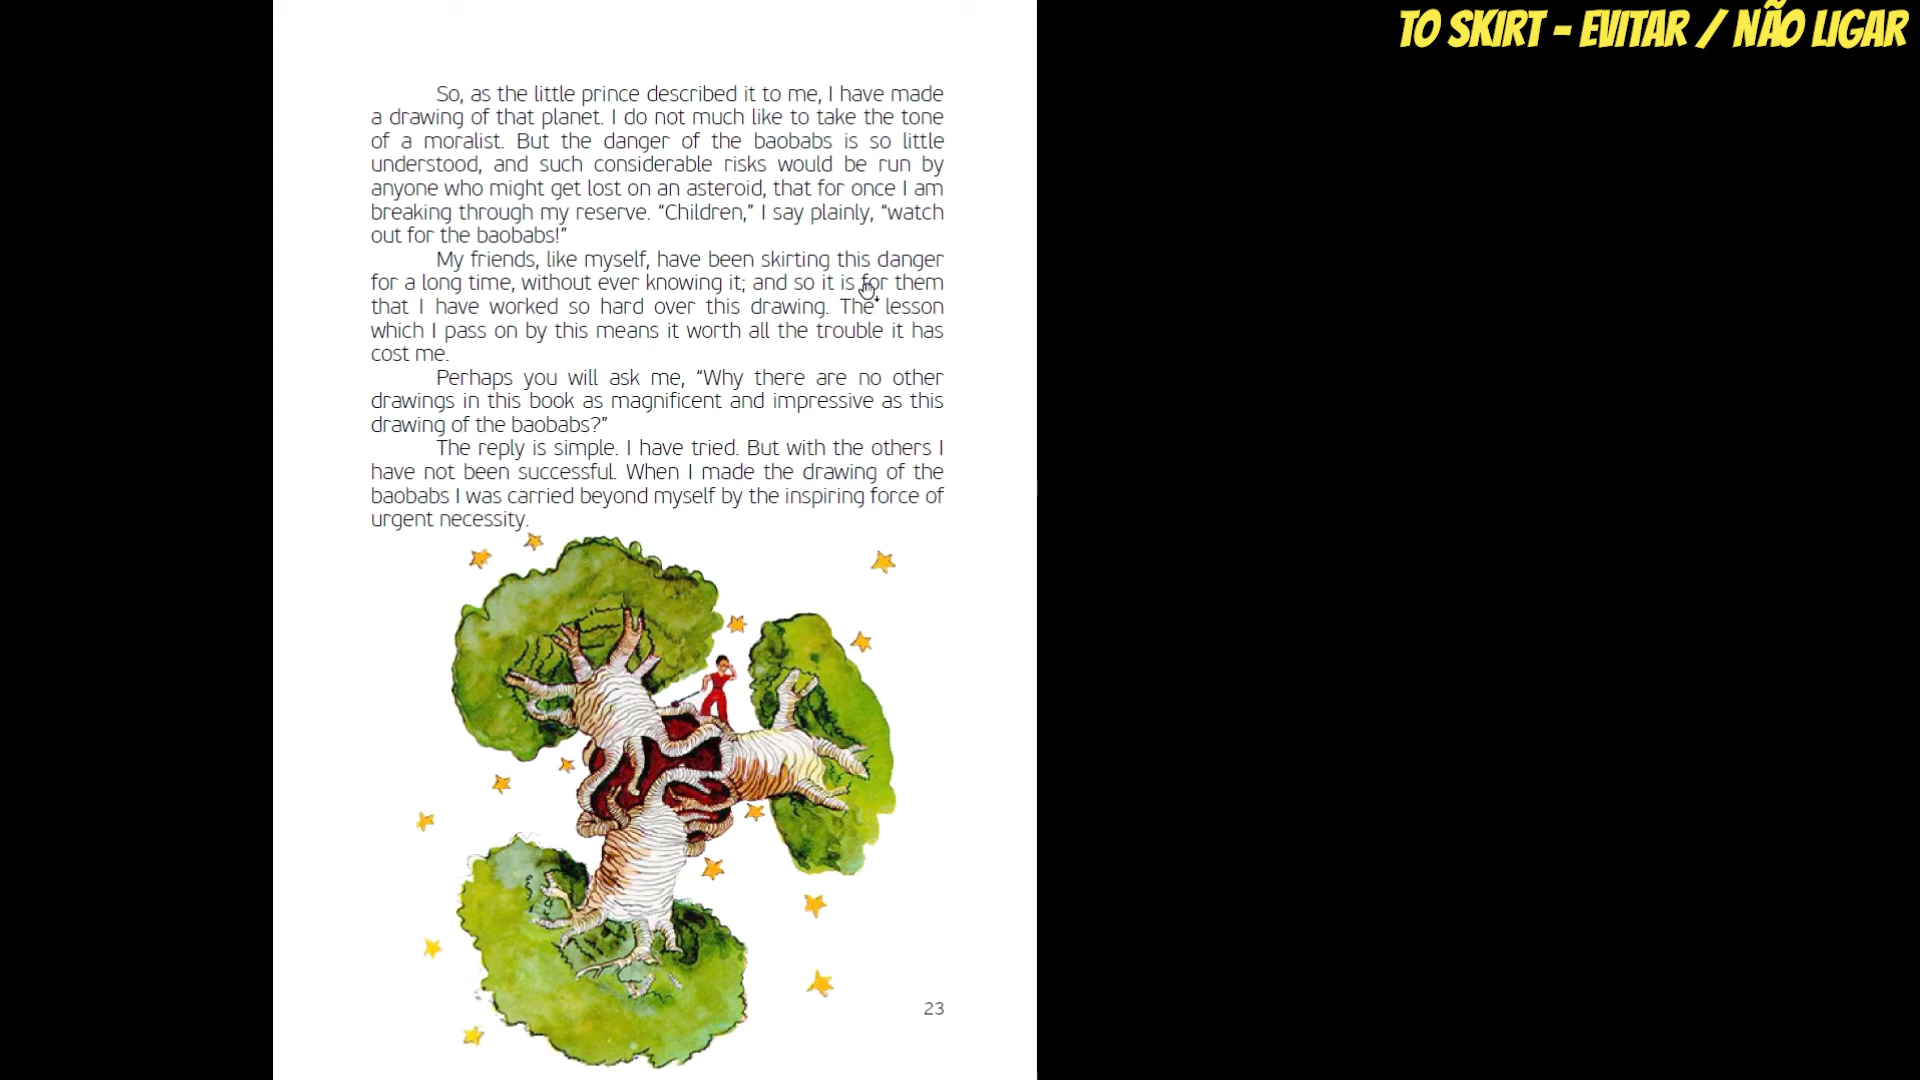 TO SKIRT - EVITAR / NÃO LIGAR
So, as the little prince described it to me, I have made
a drawing of that planet. I do not much like to take the tone
of a moralist. But the danger of the baobabs is so little
understood, and such considerable risks would be run by
anyone who might get lost on an asteroid, that for once I am
breaking through my reserve. “Children,” I say plainly, “watch
out for the baobabs!”
My friends, like myself, have been skirting this danger
for a long time, without ever knowing it; and so it is for them
that I have worked so hard over this drawing. The lesson
which I pass on by this means it worth all the trouble it has
cost me.
Perhaps you will ask me, “Why there are no other
drawings in this book as magnificent and impressive as this
drawing of the baobabs?”
The reply is simple. I have tried. But with the others I
have not been successful. When I made the drawing of the
baobabs I was carried beyond myself by the inspiring force of
urgent necessity.
23